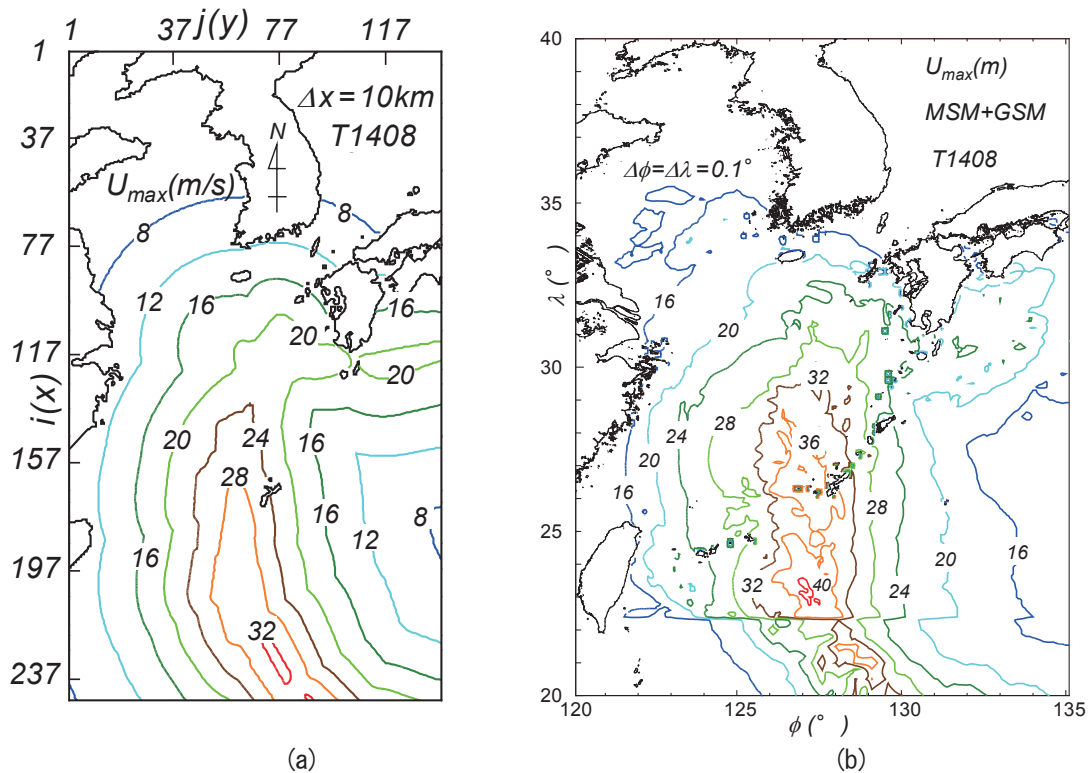 j(y)
1 37 77 117
1
37
77
117
157
197
237
i(x)
Δx=10km
T1408
N
U_max(m/s)
8
8
12
16
16
20
20
20
24
28
16
16
12
8
32
(a)
40
35
30
25
20
λ(°)
U_max(m)
MSM+GSM
T1408
Δϕ=Δλ=0.1°
16
20
32
28
24
36
20
16
28
20
16
32
40
24
120 125 130 135
ϕ(°)
(b)